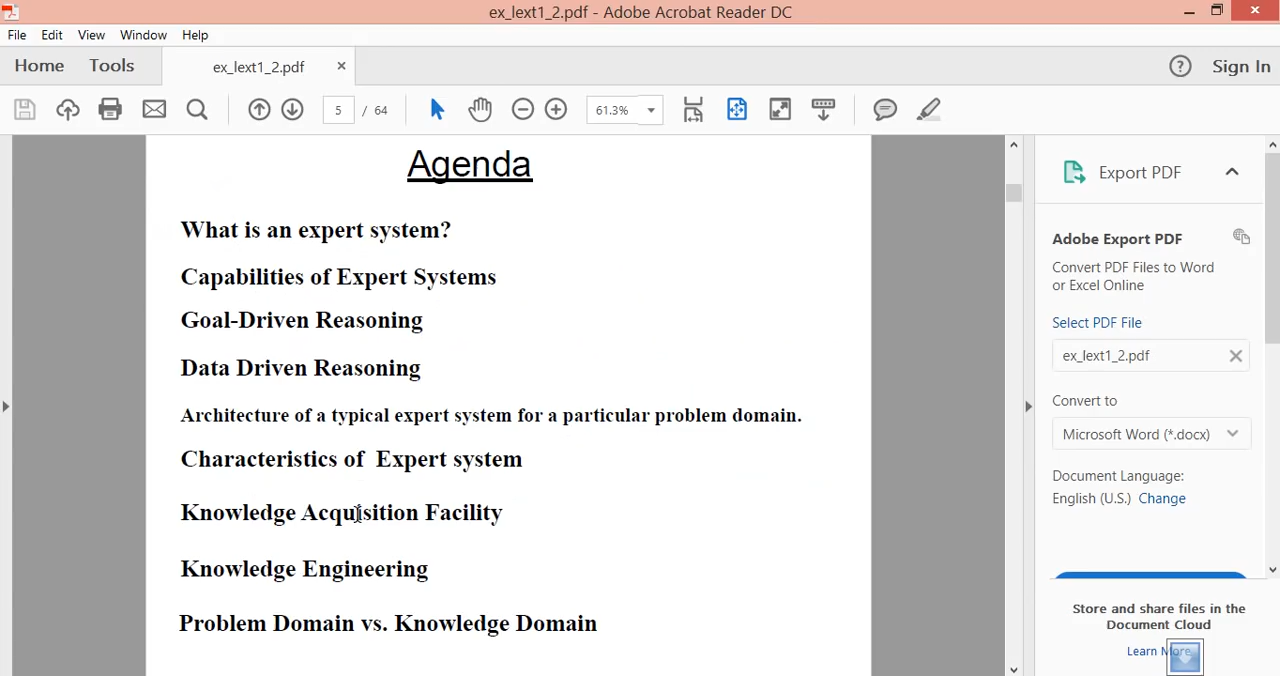 ex_lext1_2.pdf - Adobe Acrobat Reader DC
File Edit View Window Help
Home Tools ex_lext1_2.pdf Sign In
5 / 64 61.3%
Agenda
What is an expert system?
Capabilities of Expert Systems
Goal-Driven Reasoning
Data Driven Reasoning
Architecture of a typical expert system for a particular problem domain.
Characteristics of Expert system
Knowledge Acquisition Facility
Knowledge Engineering
Problem Domain vs. Knowledge Domain
Export PDF
Adobe Export PDF
Convert PDF Files to Word
or Excel Online
Select PDF File
ex_lext1_2.pdf
Convert to
Microsoft Word (*.docx)
Document Language:
English (U.S.) Change
Store and share files in the
Document Cloud
Learn More